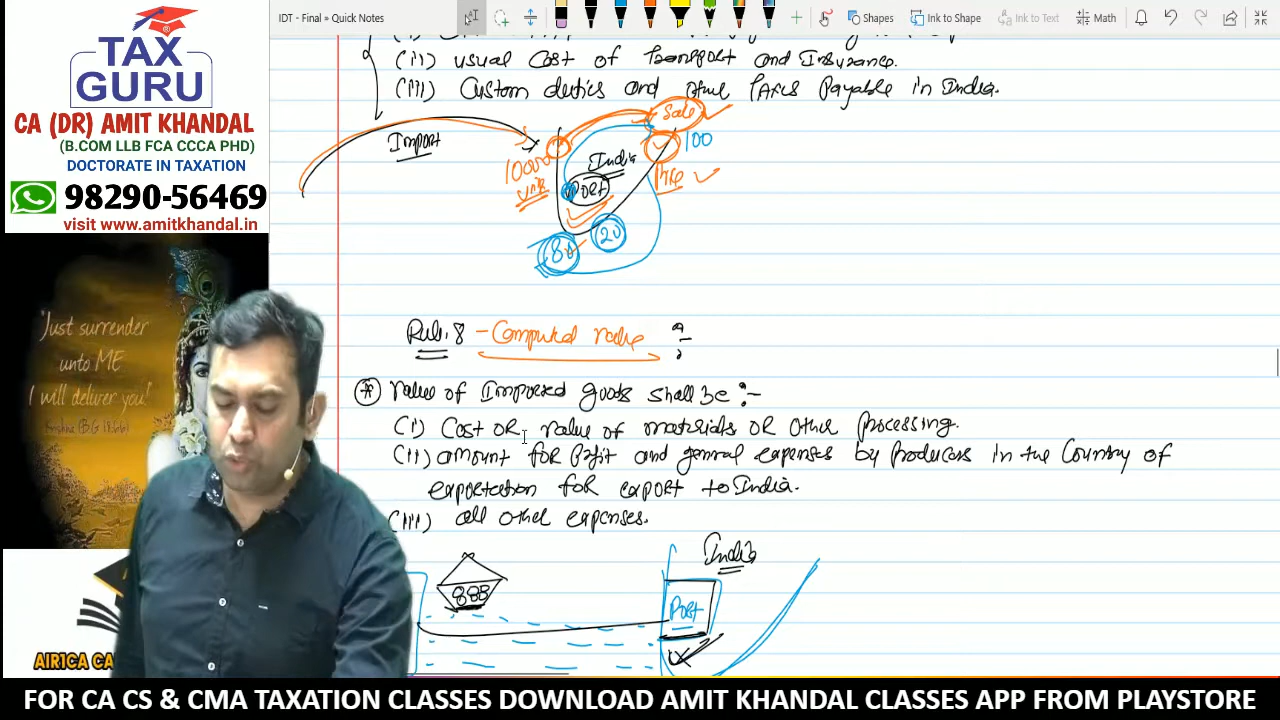 TAX
GURU
CA (DR) AMIT KHANDAL
(B.COM LLB FCA CCCA PHD)
DOCTORATE IN TAXATION
98290-56469
visit www.amitkhandal.in
"Just surrender
unto ME
I will deliver you!"
AIR1CA CA
IDT - Final » Quick Notes
Shapes
Ink to Shape
Ink to Text
Math
(ii) usual cost of transport and Insurance.
(iii) Custom duties and other taxes Payable in India.
Import
10000
unit
India
Port
Sale
100
80
20
Rule 8 - Computed Value
Value of Imported goods shall be :-
(i) Cost or value of materials or other processing.
(ii) amount for Profit and general expenses by Producers in the Country of
exportation for export to India.
(iii) all other expenses.
India
888
Port
FOR CA CS & CMA TAXATION CLASSES DOWNLOAD AMIT KHANDAL CLASSES APP FROM PLAYSTORE